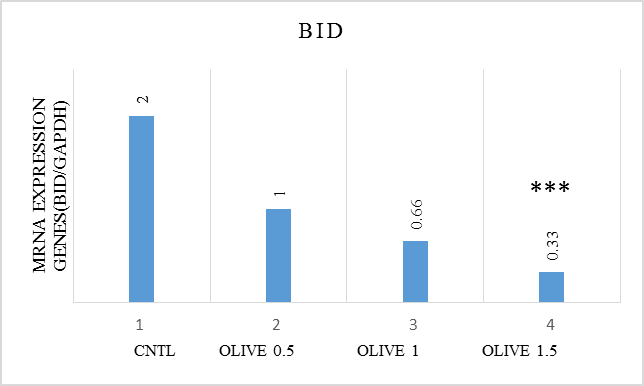 BID
MRNA EXPRESSION
GENES(BID/GAPDH)
2
1
0.66
0.33
***
1 2 3 4
CNTL OLIVE 0.5 OLIVE 1 OLIVE 1.5